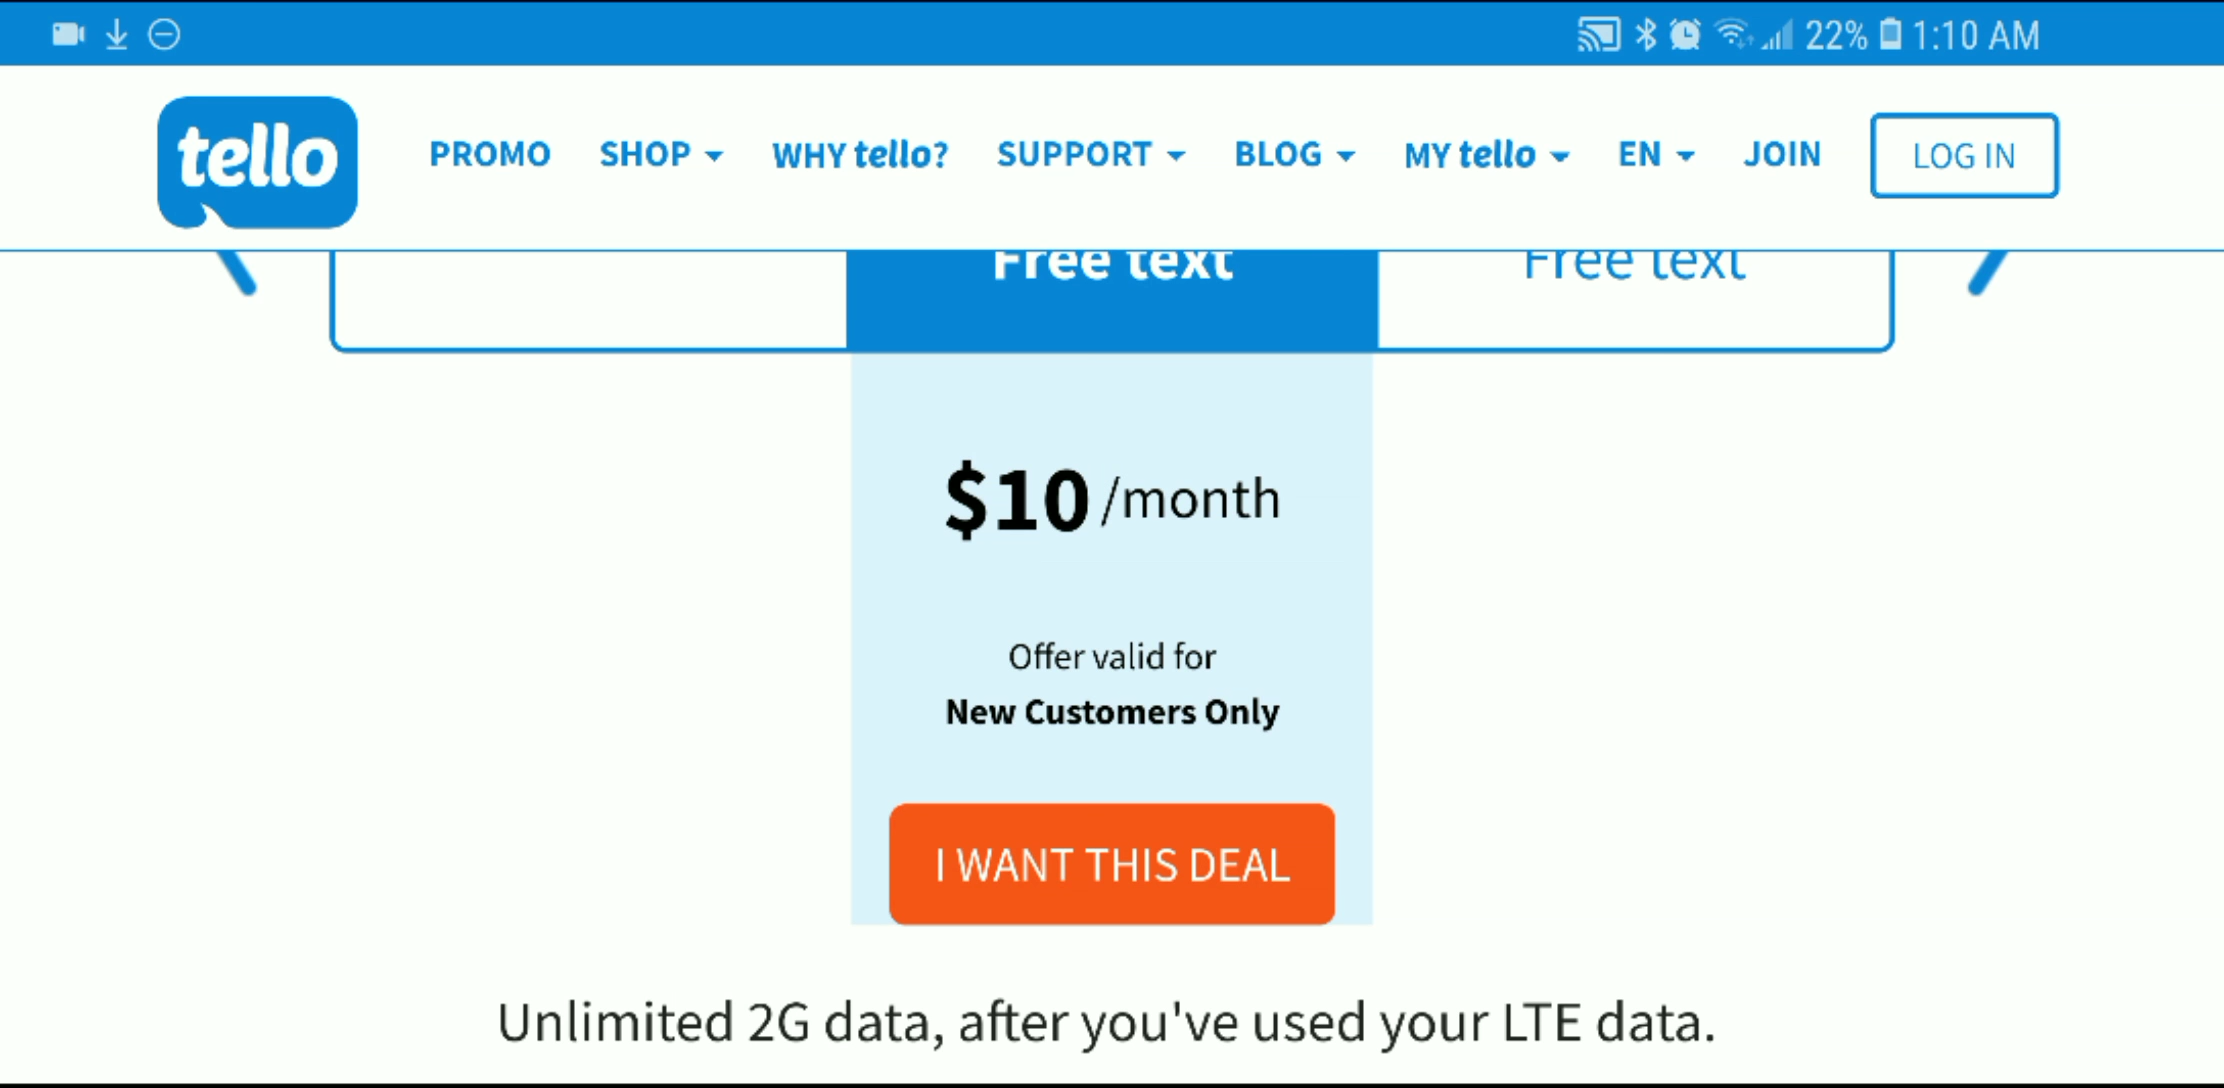 22% 1:10 AM
tello PROMO SHOP WHY tello? SUPPORT BLOG MY tello EN JOIN LOG IN
Free text Free text
$10 /month
Offer valid for
New Customers Only
I WANT THIS DEAL
Unlimited 2G data, after you've used your LTE data.